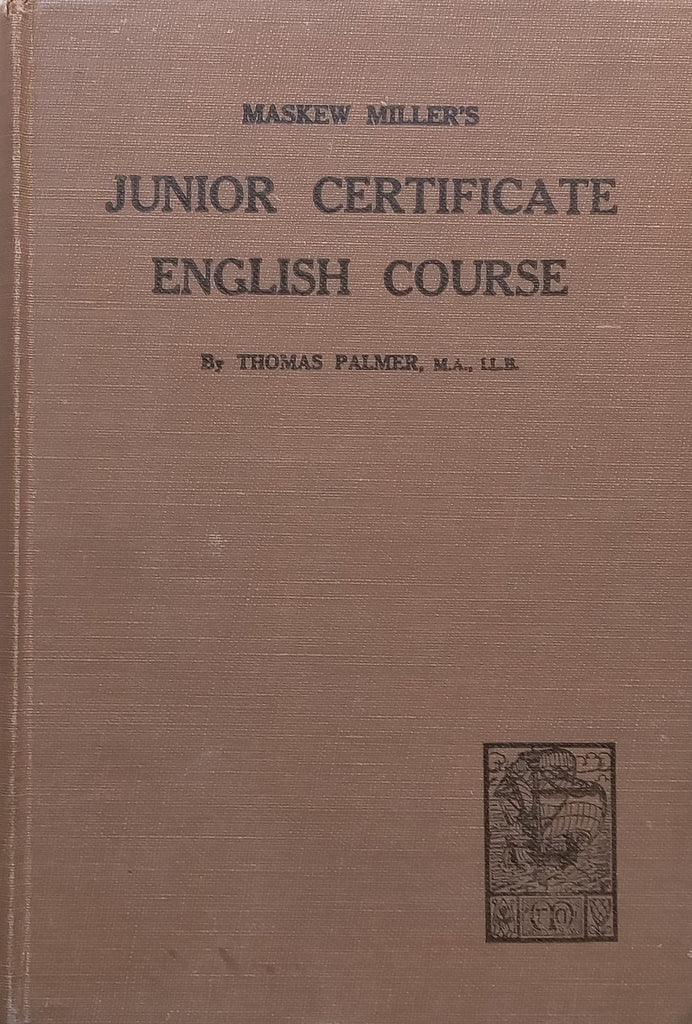 MASKEW MILLER'S
JUNIOR CERTIFICATE
ENGLISH COURSE
By THOMAS PALMER, M.A., LL.B.